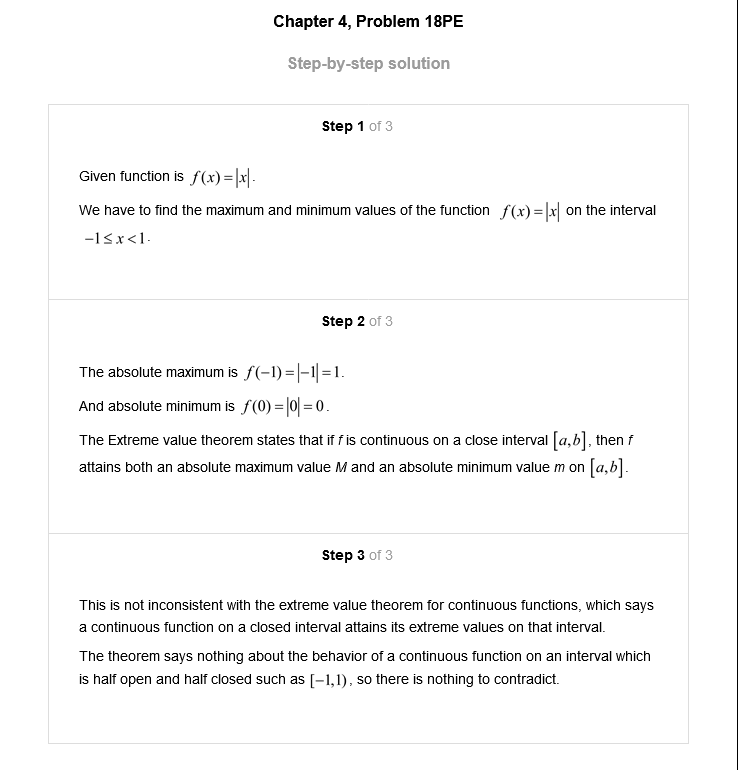 Chapter 4, Problem 18PE
Step-by-step solution
Step 1 of 3
Given function is f(x)=|x|.
We have to find the maximum and minimum values of the function f(x)=|x| on the interval
−1≤x<1.
Step 2 of 3
The absolute maximum is f(−1)=|−1|=1.
And absolute minimum is f(0)=|0|=0.
The Extreme value theorem states that if f is continuous on a close interval [a,b], then f
attains both an absolute maximum value M and an absolute minimum value m on [a,b].
Step 3 of 3
This is not inconsistent with the extreme value theorem for continuous functions, which says
a continuous function on a closed interval attains its extreme values on that interval.
The theorem says nothing about the behavior of a continuous function on an interval which
is half open and half closed such as [−1,1), so there is nothing to contradict.